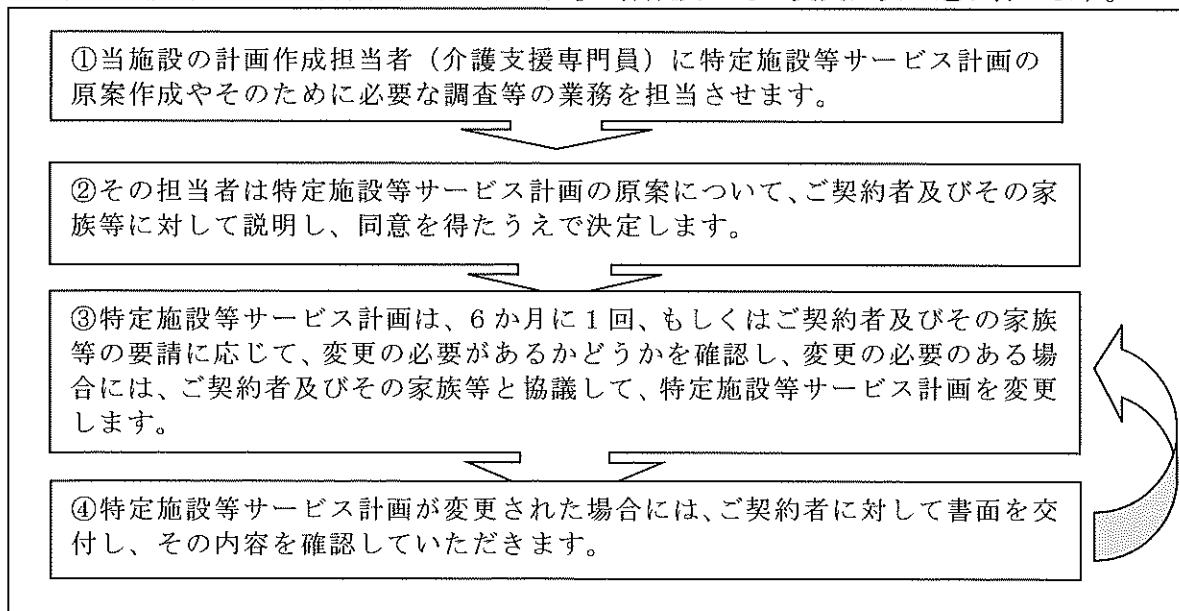 ①当施設の計画作成担当者（介護支援専門員）に特定施設等サービス計画の
原案作成やそのために必要な調査等の業務を担当させます。
②その担当者は特定施設等サービス計画の原案について、ご契約者及びその家
族等に対して説明し、同意を得たうえで決定します。
③特定施設等サービス計画は、６か月に１回、もしくはご契約者及びその家族
等の要請に応じて、変更の必要があるかどうかを確認し、変更の必要のある場
合には、ご契約者及びその家族等と協議して、特定施設等サービス計画を変更
します。
④特定施設等サービス計画が変更された場合には、ご契約者に対して書面を交
付し、その内容を確認していただきます。